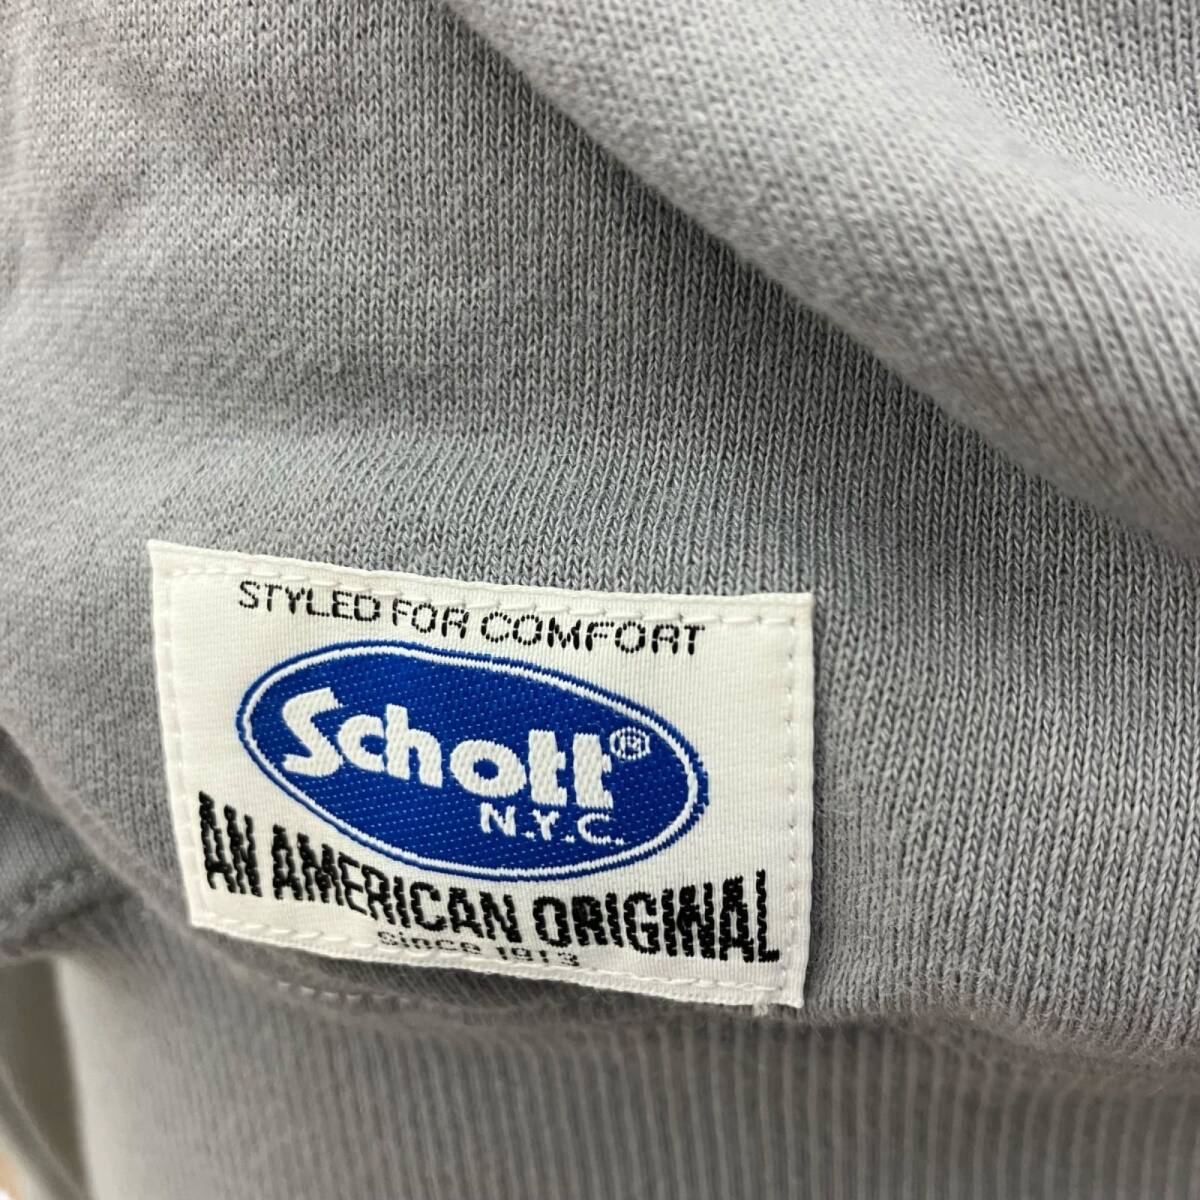 STYLED FOR COMFORT
Schott®
N.Y.C.
AN AMERICAN ORIGINAL
Since 1913